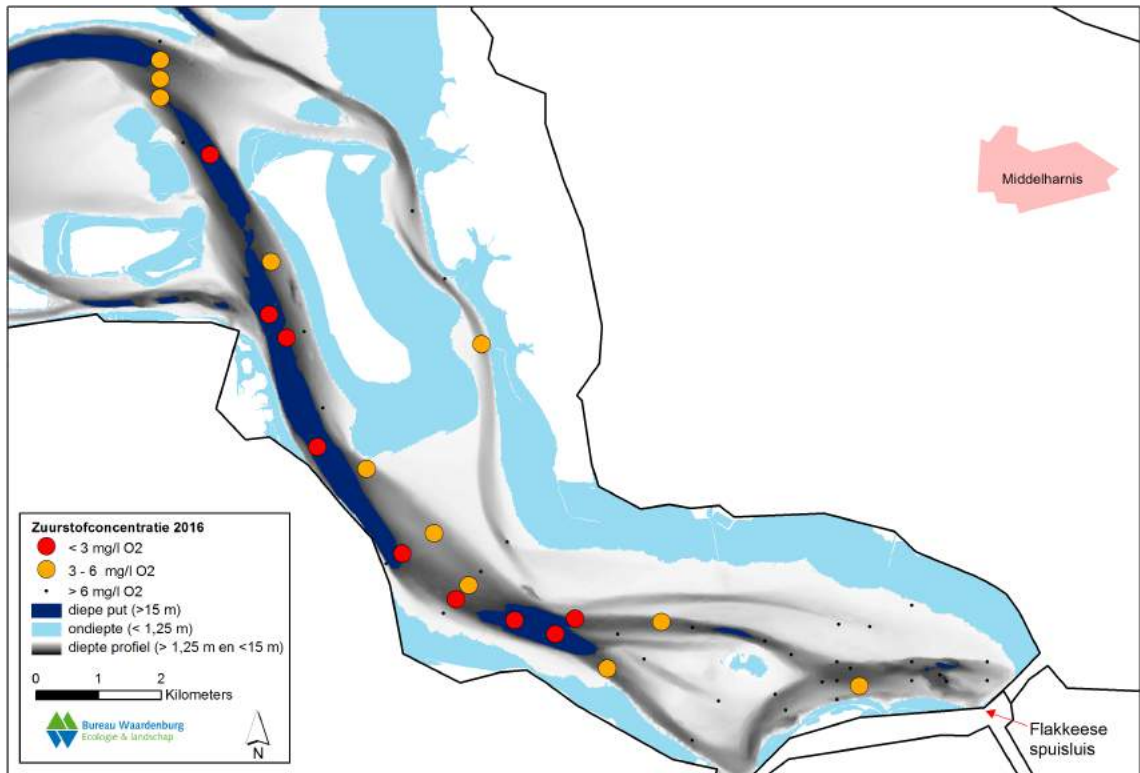 Middelharnis
Zuurstofconcentratie 2016
< 3 mg/l O2
3 - 6 mg/l O2
> 6 mg/l O2
diepe put (>15 m)
ondiepte (< 1,25 m)
diepte profiel (> 1,25 m en <15 m)
0 1 2
Kilometers
Bureau Waardenburg
Ecologie & landschap
N
Flakkeese
spuisluis